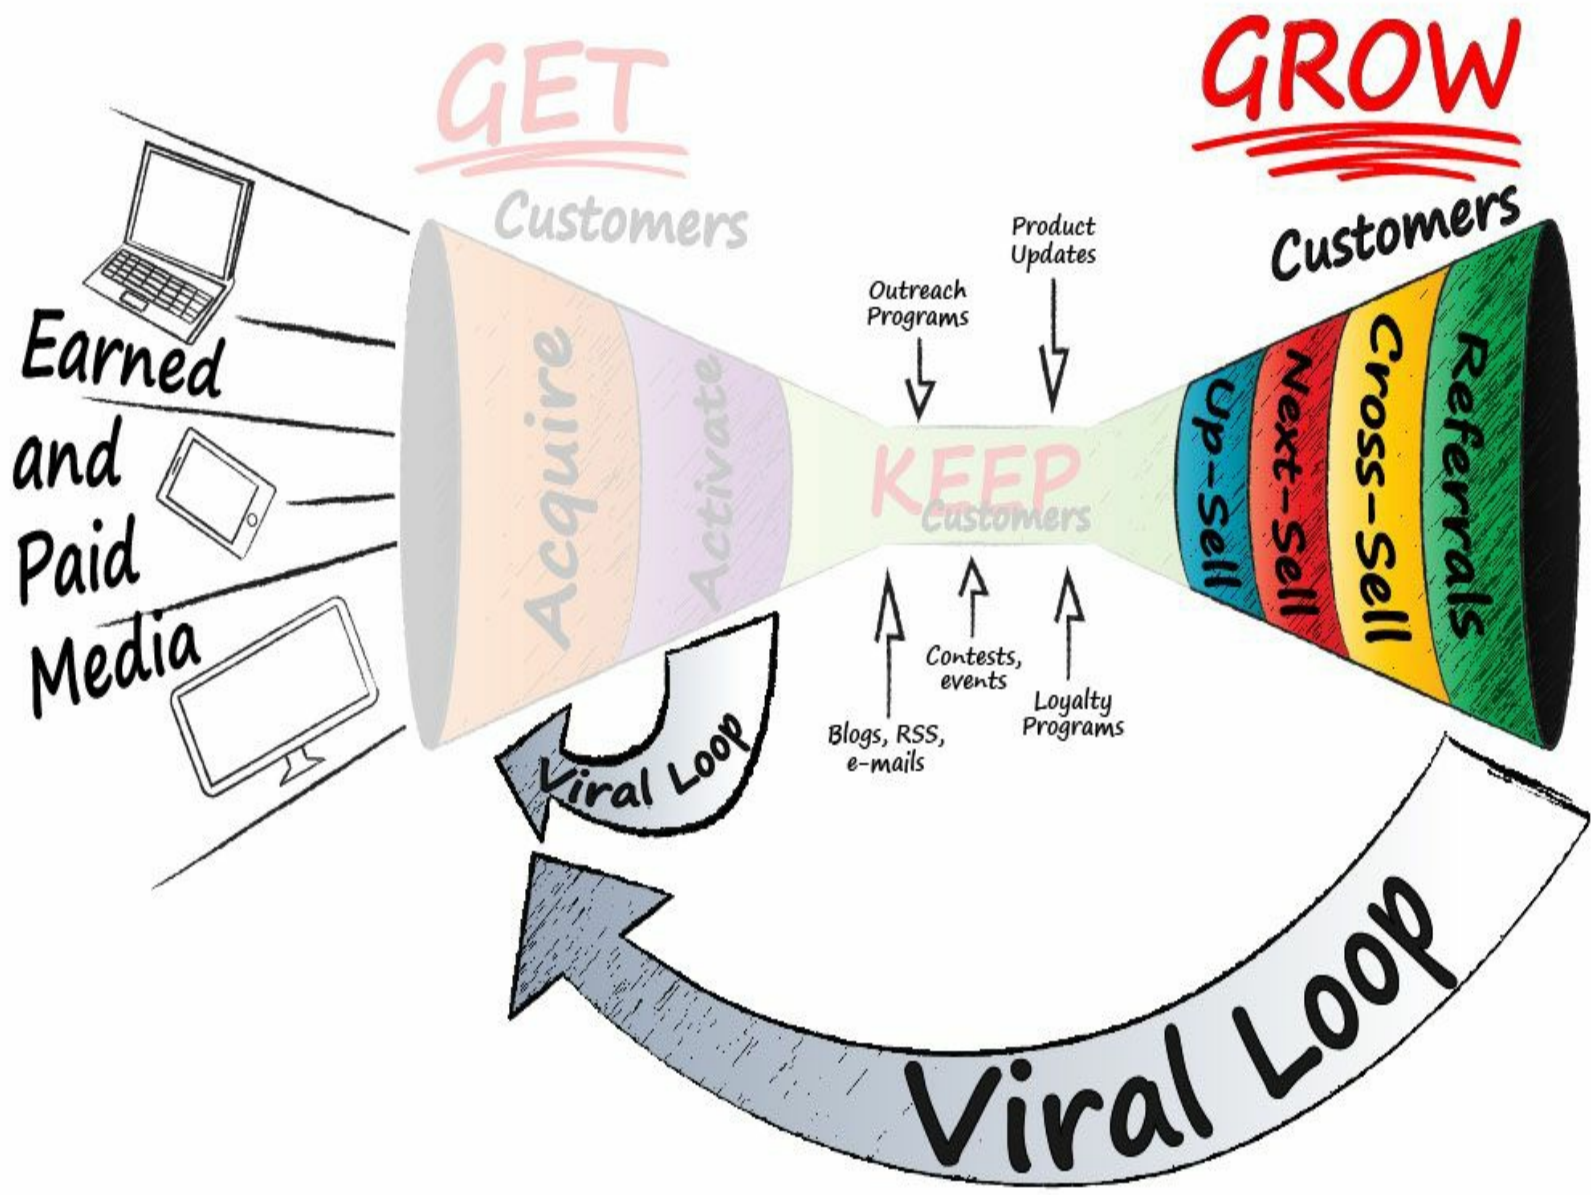 GET
Customers
GROW
Customers
Earned
and
Paid
Media
Acquire
Activate
KEEP
Customers
Outreach
Programs
Product
Updates
Blogs, RSS,
e-mails
Contests,
events
Loyalty
Programs
Up-Sell
Next-Sell
Cross-Sell
Referrals
Viral Loop
Viral Loop